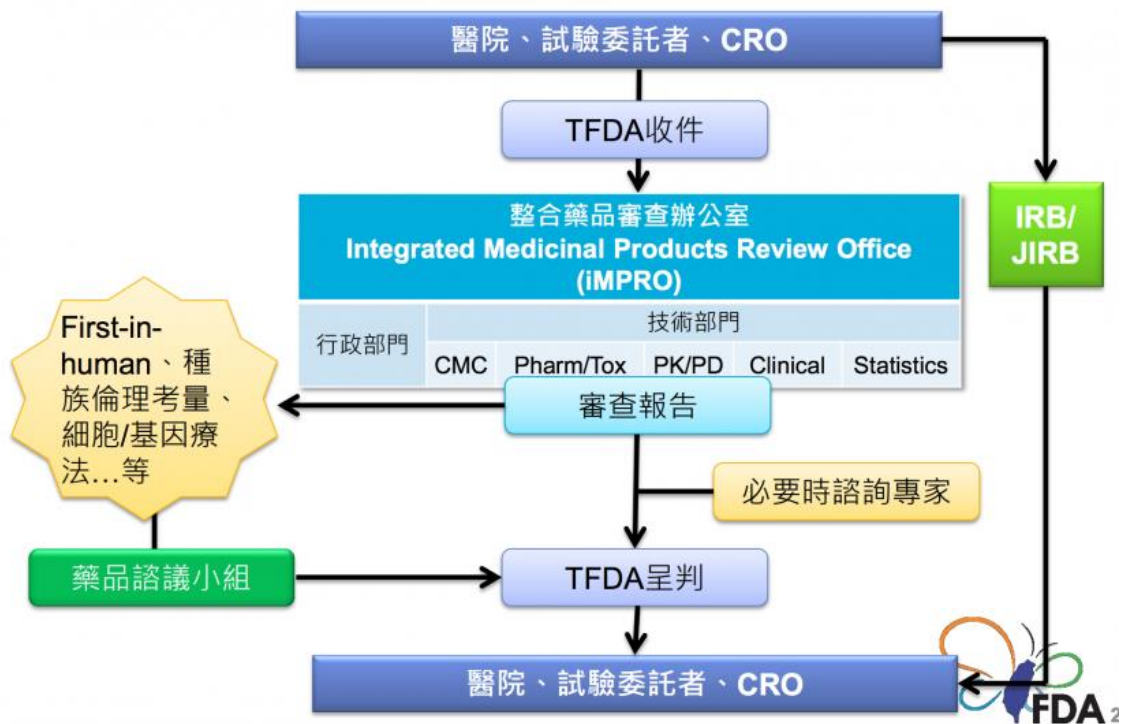 醫院、試驗委託者、CRO
TFDA收件
整合藥品審查辦公室
Integrated Medicinal Products Review Office
(iMPRO)
行政部門
技術部門
CMC Pharm/Tox PK/PD Clinical Statistics
IRB/
JIRB
First-in-
human、種
族倫理考量、
細胞/基因療
法...等
審查報告
必要時諮詢專家
藥品諮議小組
TFDA呈判
醫院、試驗委託者、CRO
FDA 2